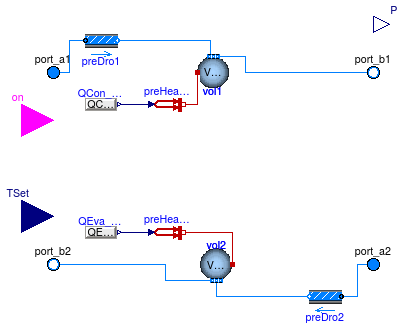 P
port_a1
preDro1
V...
vol1
port_b1
on
QCon_...
QC...
preHea...
TSet
QEva_...
QE...
preHea...
vol2
V...
port_b2
port_a2
preDro2